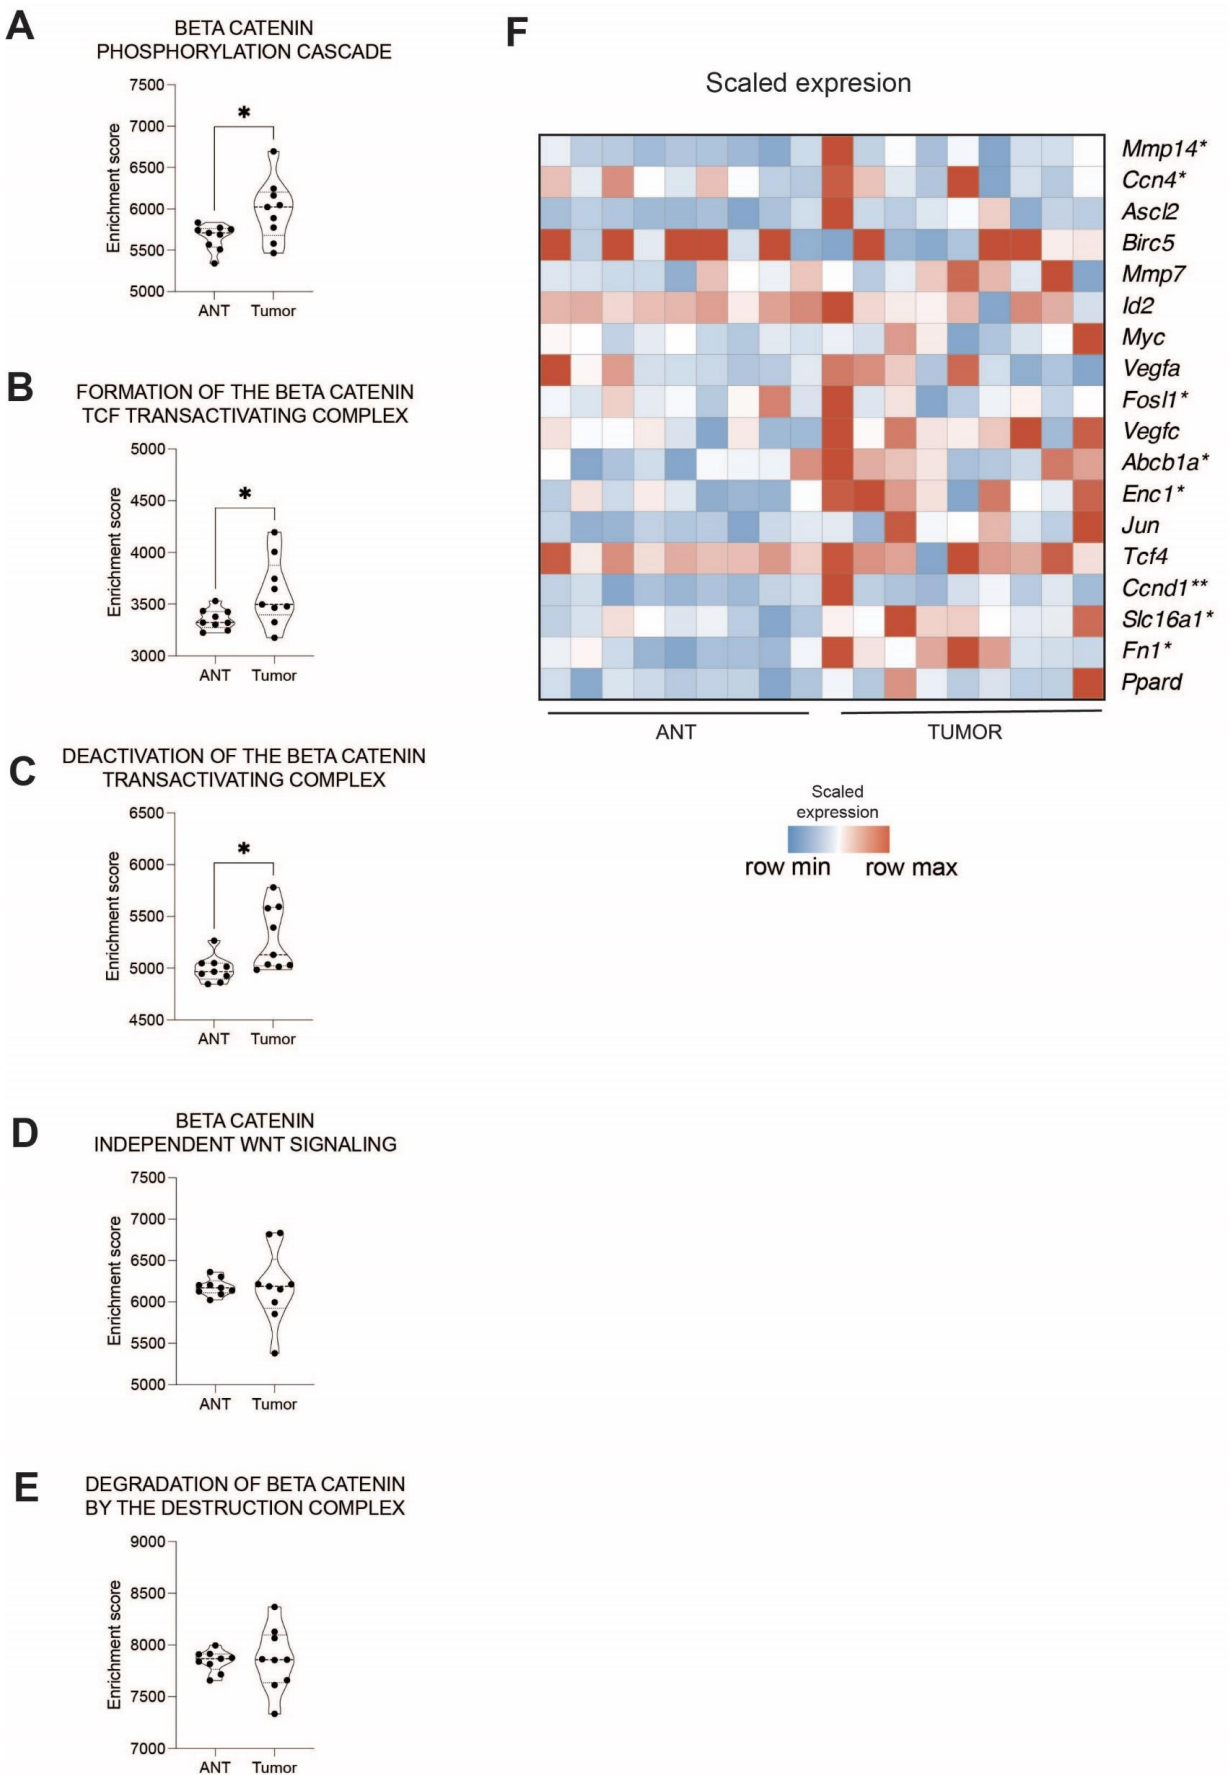 A
BETA CATENIN
PHOSPHORYLATION CASCADE
7500
7000
6500
6000
5500
5000
Enrichment score
*
ANT Tumor
B
FORMATION OF THE BETA CATENIN
TCF TRANSACTIVATING COMPLEX
5000
4500
4000
3500
3000
Enrichment score
*
ANT Tumor
C
DEACTIVATION OF THE BETA CATENIN
TRANSACTIVATING COMPLEX
6500
6000
5500
5000
4500
Enrichment score
*
ANT Tumor
D
BETA CATENIN
INDEPENDENT WNT SIGNALING
7500
7000
6500
6000
5500
5000
Enrichment score
ANT Tumor
E
DEGRADATION OF BETA CATENIN
BY THE DESTRUCTION COMPLEX
9000
8500
8000
7500
7000
Enrichment score
ANT Tumor
F
Scaled expresion
Mmp14*
Ccn4*
Ascl2
Birc5
Mmp7
Id2
Myc
Vegfa
Fosl1*
Vegfc
Abcb1a*
Enc1*
Jun
Tcf4
Ccnd1**
Slc16a1*
Fn1*
Ppard
ANT TUMOR
Scaled
expression
row min row max